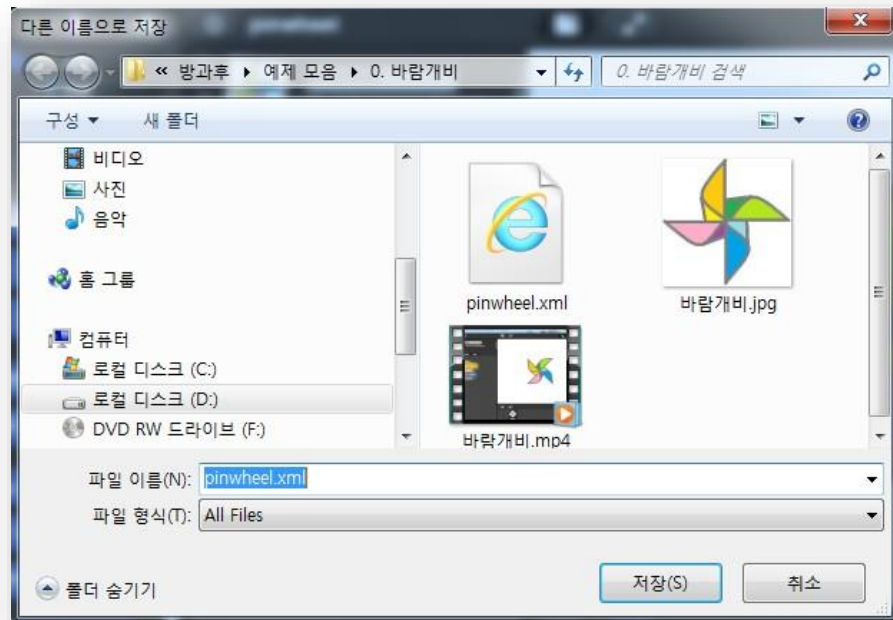 다른 이름으로 저장
pinwheel
« 방과후 ▸ 예제 모음 ▸ 0. 바람개비
0. 바람개비 검색
구성 ▼ 새 폴더
비디오
사진
음악
홈 그룹
컴퓨터
로컬 디스크 (C:)
로컬 디스크 (D:)
DVD RW 드라이브 (F:)
pinwheel.xml
바람개비.jpg
바람개비.mp4
파일 이름(N): pinwheel.xml
파일 형식(T): All Files
폴더 숨기기
저장(S)
취소